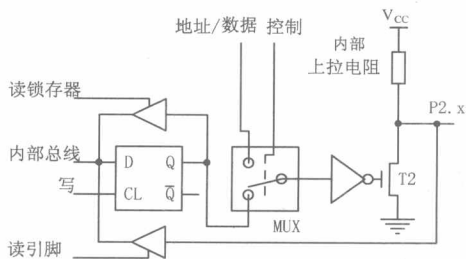 地址/数据 控制
Vcc
内部
上拉电阻
读锁存器
P2.x
内部总线
D Q
写
CL Q̅
T2
MUX
读引脚